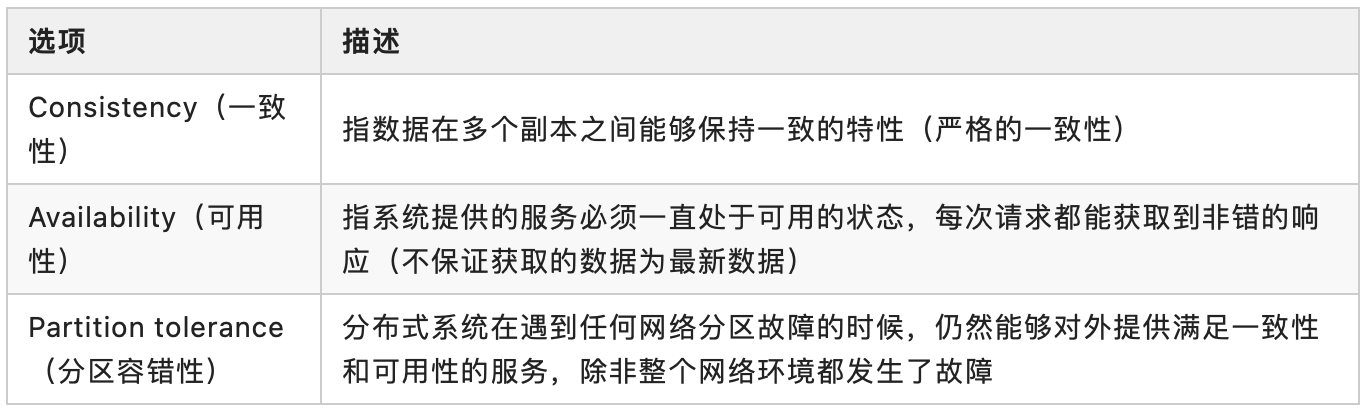 选项
描述
Consistency（一致
性）
指数据在多个副本之间能够保持一致的特性（严格的一致性）
Availability（可用
性）
指系统提供的服务必须一直处于可用的状态，每次请求都能获取到非错的响
应（不保证获取的数据为最新数据）
Partition tolerance
（分区容错性）
分布式系统在遇到任何网络分区故障的时候，仍然能够对外提供满足一致性
和可用性的服务，除非整个网络环境都发生了故障